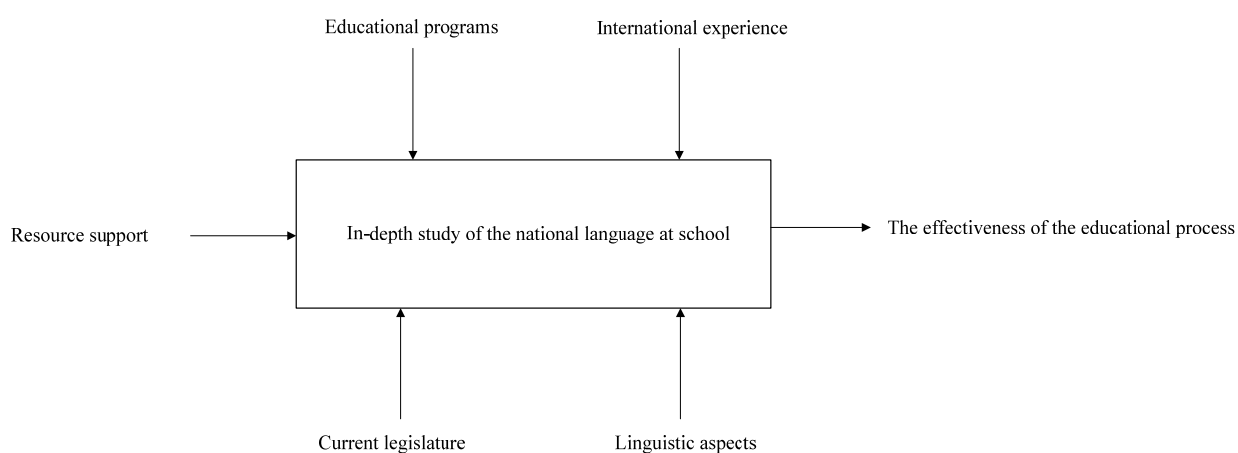 Educational programs
International experience
Resource support
In-depth study of the national language at school
The effectiveness of the educational process
Current legislature
Linguistic aspects